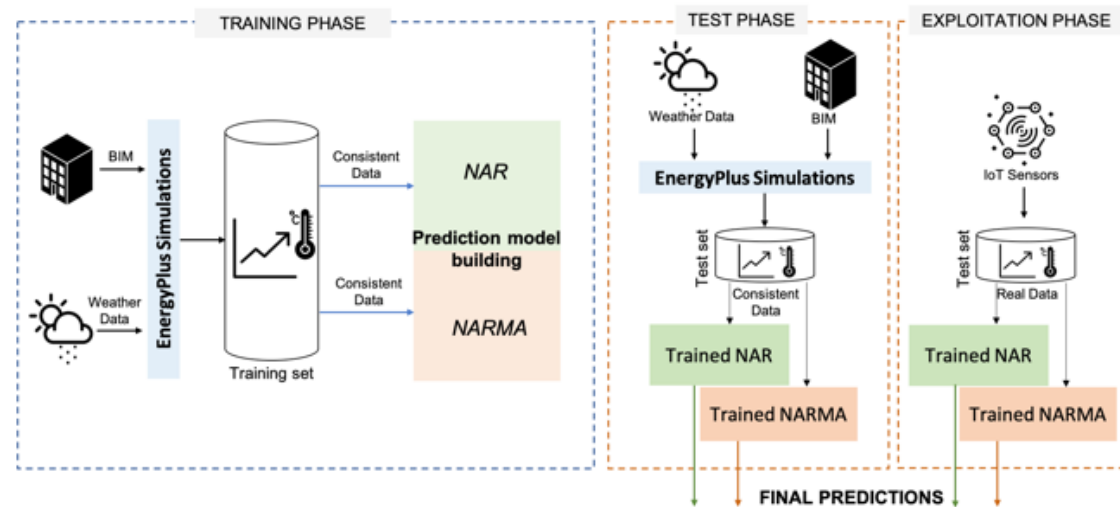 TRAINING PHASE
BIM
Weather
Data
EnergyPlus Simulations
°C
Training set
Consistent
Data
Consistent
Data
NAR
Prediction model
building
NARMA
TEST PHASE
Weather Data
BIM
EnergyPlus Simulations
Test set
°C
Consistent
Data
Trained NAR
Trained NARMA
EXPLOITATION PHASE
IoT Sensors
Test set
°C
Real Data
Trained NAR
Trained NARMA
FINAL PREDICTIONS